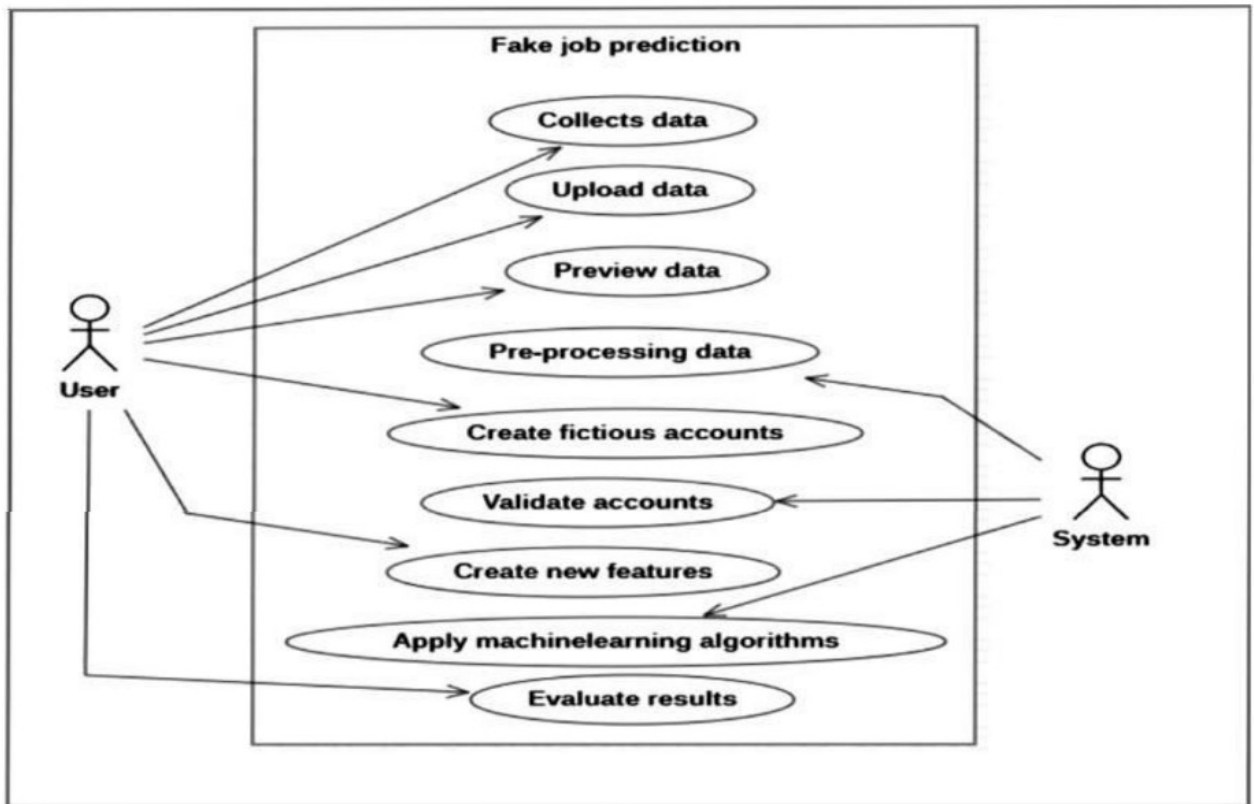 Fake job prediction
Collects data
Upload data
Preview data
Pre-processing data
User
Create fictious accounts
Validate accounts
System
Create new features
Apply machinelearning algorithms
Evaluate results